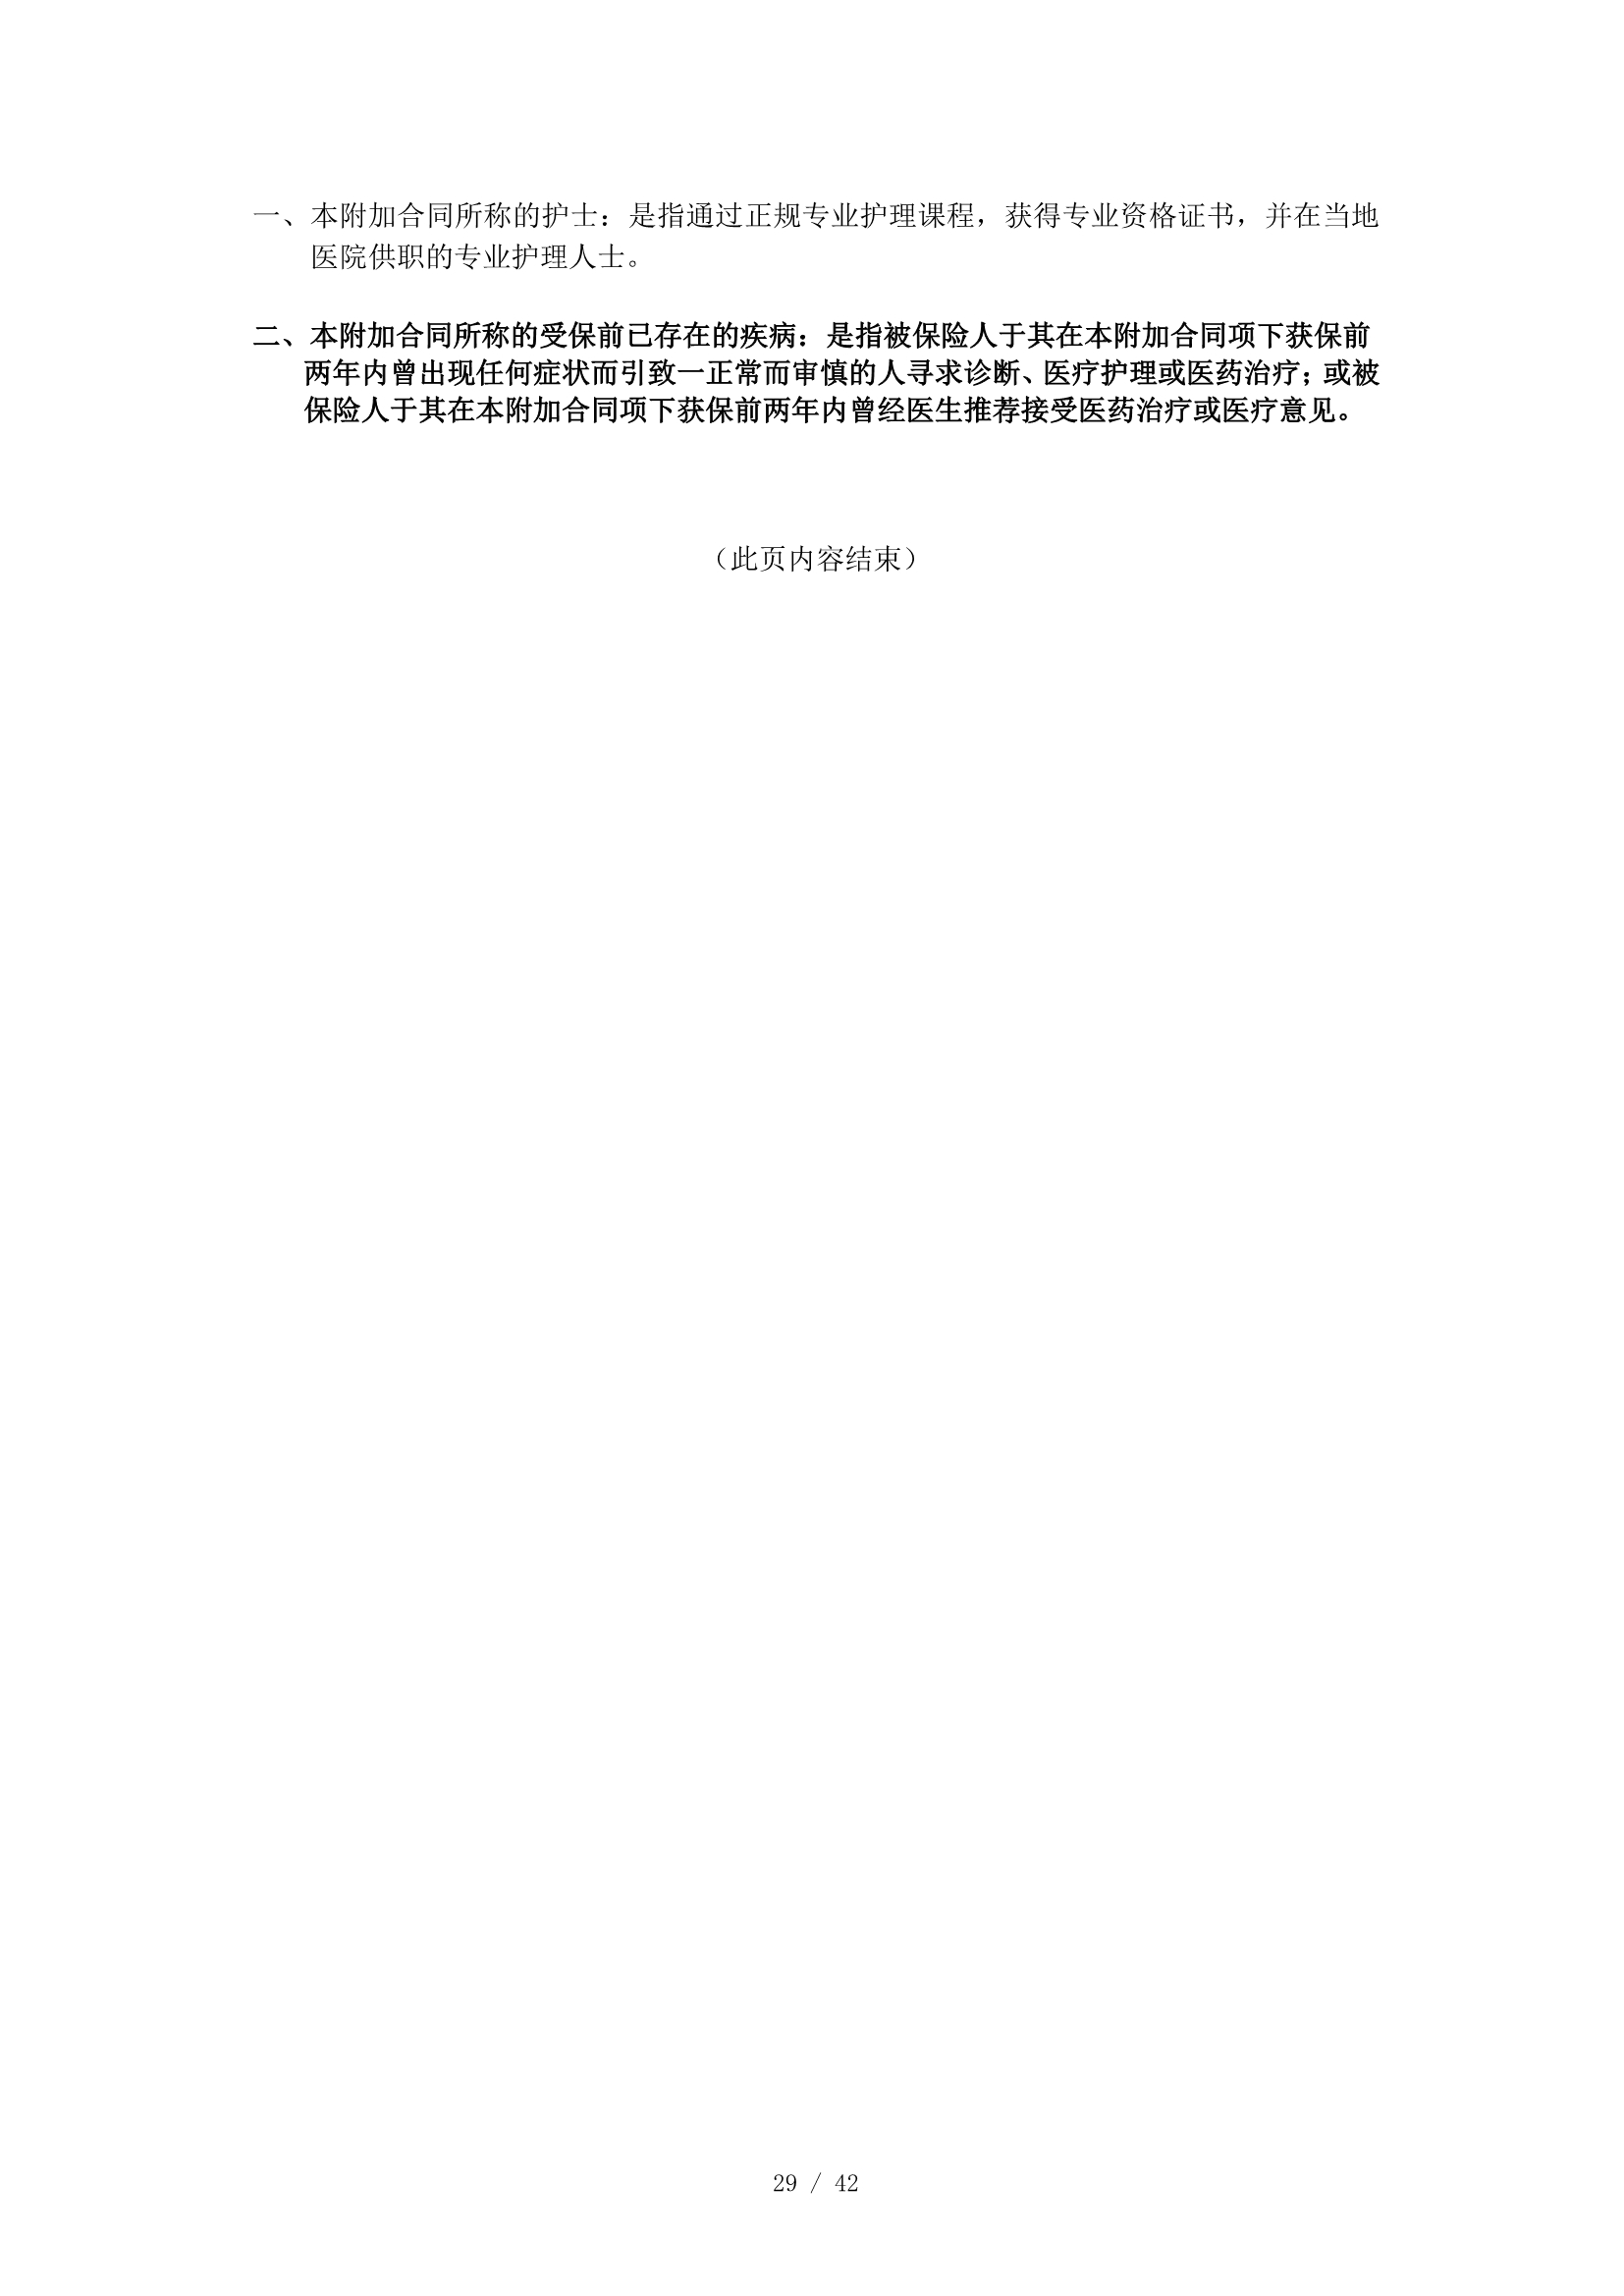 一、本附加合同所称的护士：是指通过正规专业护理课程，获得专业资格证书，并在当地
医院供职的专业护理人士。
二、本附加合同所称的受保前已存在的疾病：是指被保险人于其在本附加合同项下获保前
两年内曾出现任何症状而引致一正常而审慎的人寻求诊断、医疗护理或医药治疗；或被
保险人于其在本附加合同项下获保前两年内曾经医生推荐接受医药治疗或医疗意见。
（此页内容结束）
29 / 42